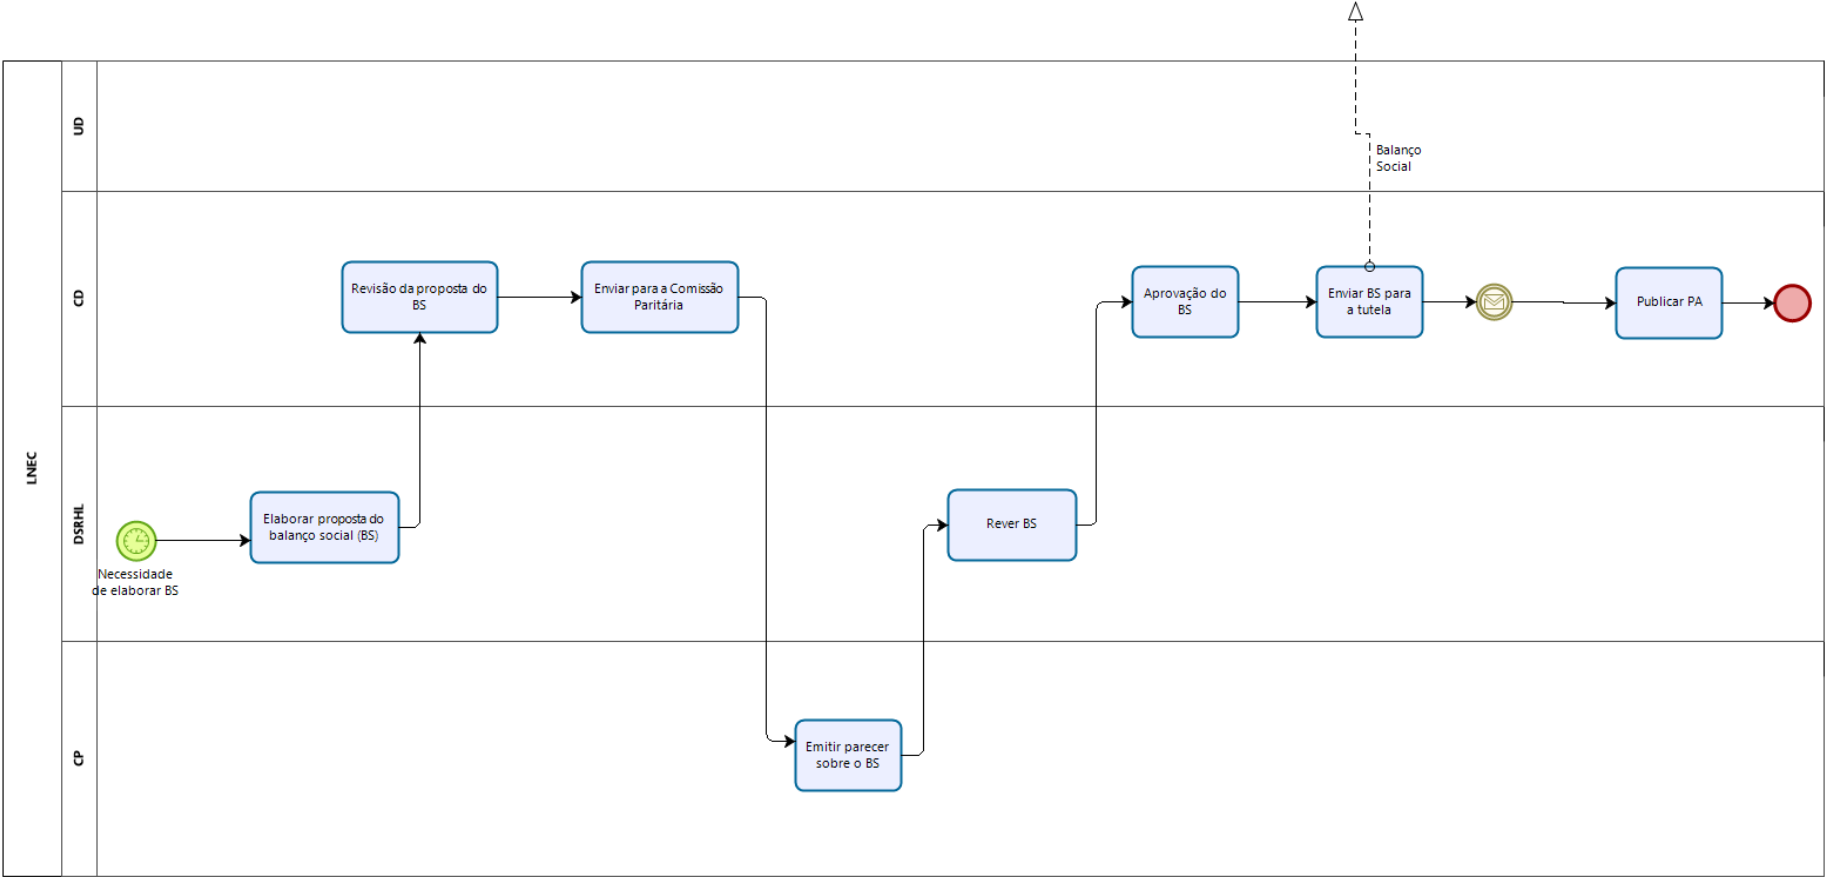 LNEC
UD
Balanço
Social
CD
Revisão da proposta do
BS
Enviar para a Comissão
Paritária
Aprovação do
BS
Enviar BS para
a tutela
Publicar PA
DSRHL
Necessidade
de elaborar BS
Elaborar proposta do
balanço social (BS)
Rever BS
CP
Emitir parecer
sobre o BS